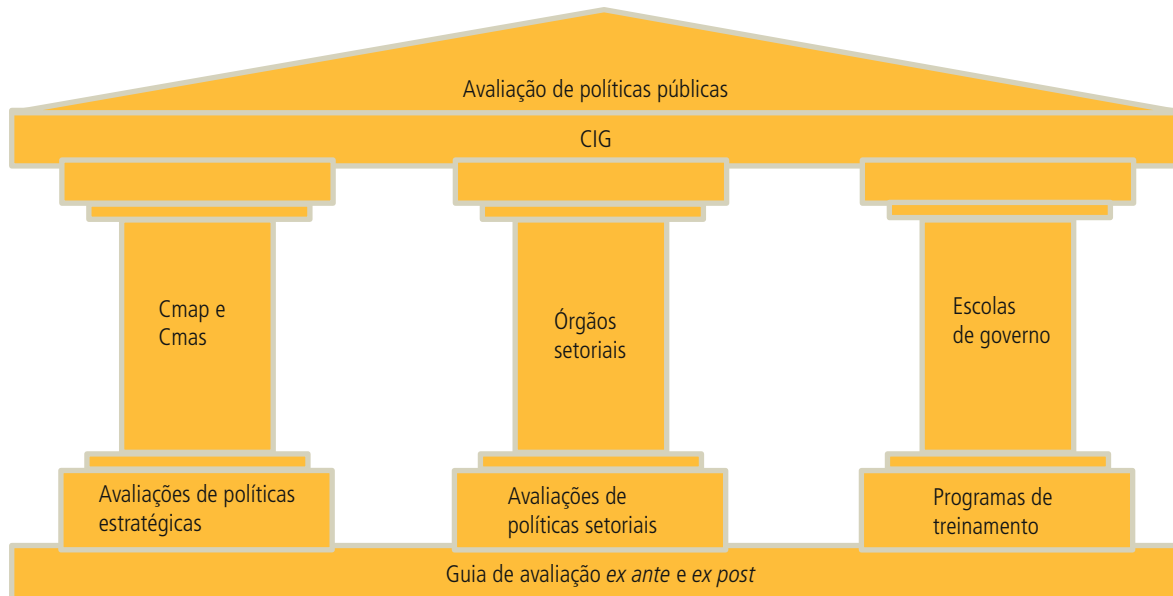 Avaliação de políticas públicas
CIG
Cmap e
Cmas
Órgãos
setoriais
Escolas
de governo
Avaliações de políticas
estratégicas
Avaliações de
políticas setoriais
Programas de
treinamento
Guia de avaliação ex ante e ex post